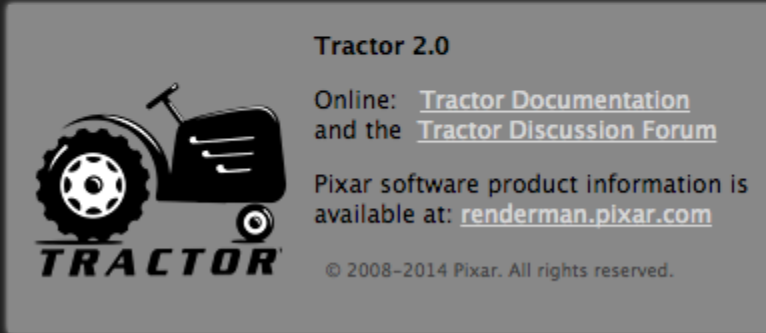 Tractor 2.0
Online: Tractor Documentation
and the Tractor Discussion Forum
Pixar software product information is
available at: renderman.pixar.com
TRACTOR
© 2008–2014 Pixar. All rights reserved.